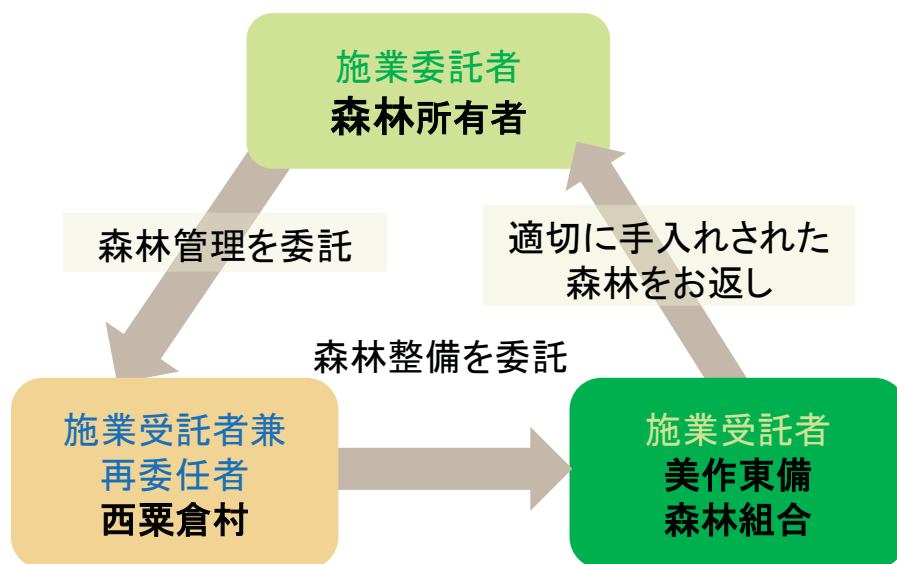 施業委託者
森林所有者
森林管理を委託
適切に手入れされた
森林をお返し
森林整備を委託
施業受託者兼
再委任者
西粟倉村
施業受託者
美作東備
森林組合